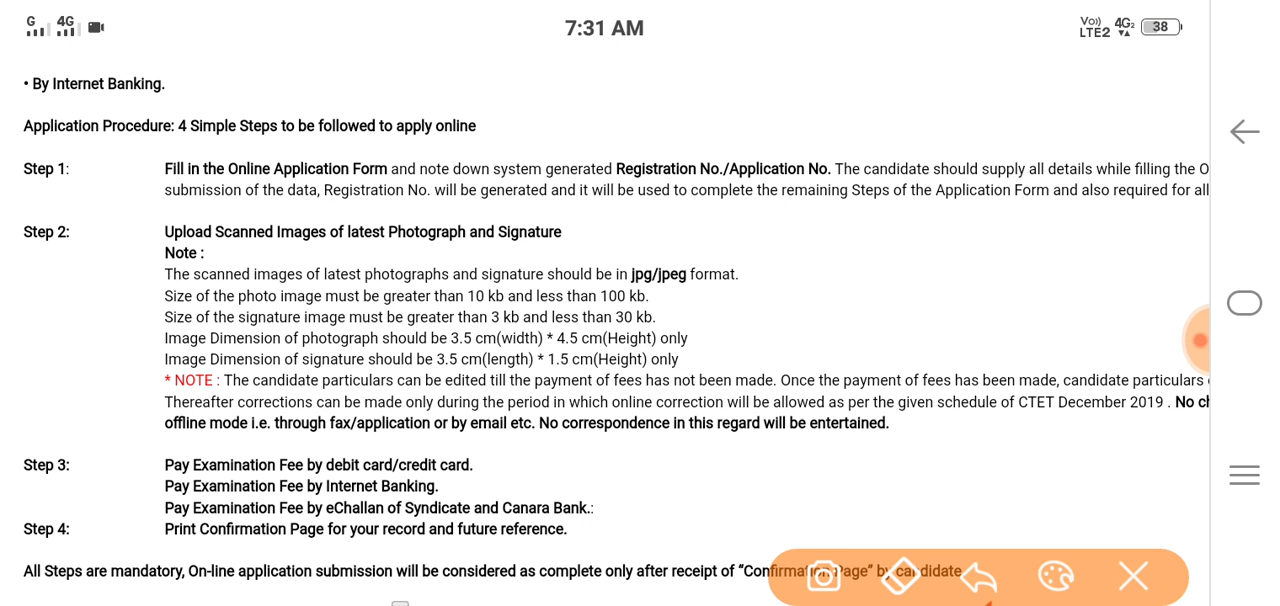 G 4G 7:31 AM Vo)) LTE2 4G2 38
• By Internet Banking.
Application Procedure: 4 Simple Steps to be followed to apply online
Step 1: Fill in the Online Application Form and note down system generated Registration No./Application No. The candidate should supply all details while filling the O
submission of the data, Registration No. will be generated and it will be used to complete the remaining Steps of the Application Form and also required for all
Step 2: Upload Scanned Images of latest Photograph and Signature
Note :
The scanned images of latest photographs and signature should be in jpg/jpeg format.
Size of the photo image must be greater than 10 kb and less than 100 kb.
Size of the signature image must be greater than 3 kb and less than 30 kb.
Image Dimension of photograph should be 3.5 cm(width) * 4.5 cm(Height) only
Image Dimension of signature should be 3.5 cm(length) * 1.5 cm(Height) only
* NOTE : The candidate particulars can be edited till the payment of fees has not been made. Once the payment of fees has been made, candidate particulars
Thereafter corrections can be made only during the period in which online correction will be allowed as per the given schedule of CTET December 2019 . No
offline mode i.e. through fax/application or by email etc. No correspondence in this regard will be entertained.
Step 3: Pay Examination Fee by debit card/credit card.
Pay Examination Fee by Internet Banking.
Pay Examination Fee by eChallan of Syndicate and Canara Bank.:
Step 4: Print Confirmation Page for your record and future reference.
All Steps are mandatory, On-line application submission will be considered as complete only after receipt of “Confirmation Page” by candidate